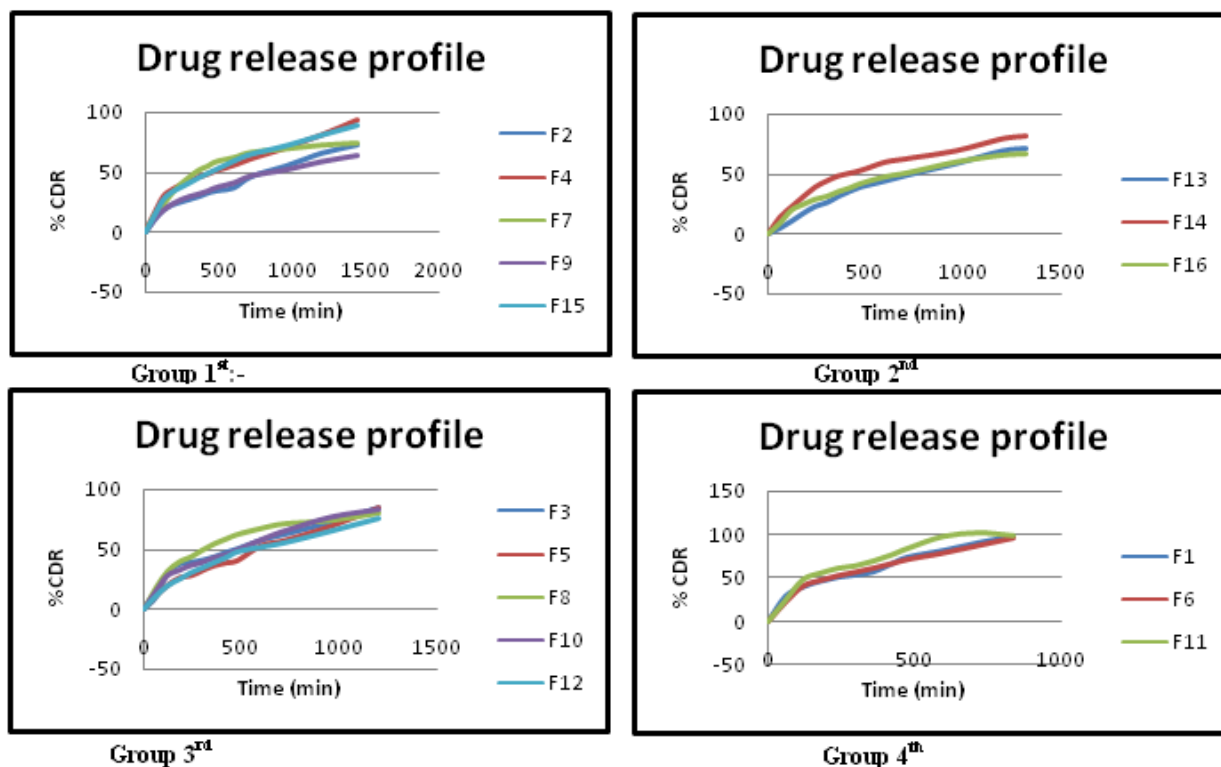 Drug release profile
100
50
0
-50
0 500 1000 1500 2000
% CDR
Time (min)
F2
F4
F7
F9
F15
Group 1st:-
Drug release profile
100
50
0
-50
0 500 1000 1500
% CDR
Time (min)
F13
F14
F16
Group 2nd
Drug release profile
100
50
0
-50
0 500 1000 1500
%CDR
Time (min)
F3
F5
F8
F10
F12
Group 3rd
Drug release profile
150
100
50
0
-50
0 500 1000
% CDR
Time (min)
F1
F6
F11
Group 4th